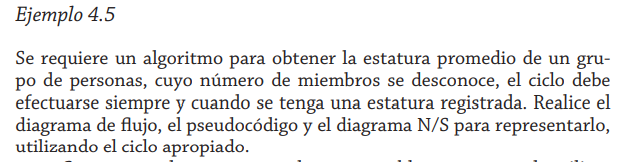 Ejemplo 4.5
Se requiere un algoritmo para obtener la estatura promedio de un gru-
po de personas, cuyo número de miembros se desconoce, el ciclo debe
efectuarse siempre y cuando se tenga una estatura registrada. Realice el
diagrama de flujo, el pseudocódigo y el diagrama N/S para representarlo,
utilizando el ciclo apropiado.